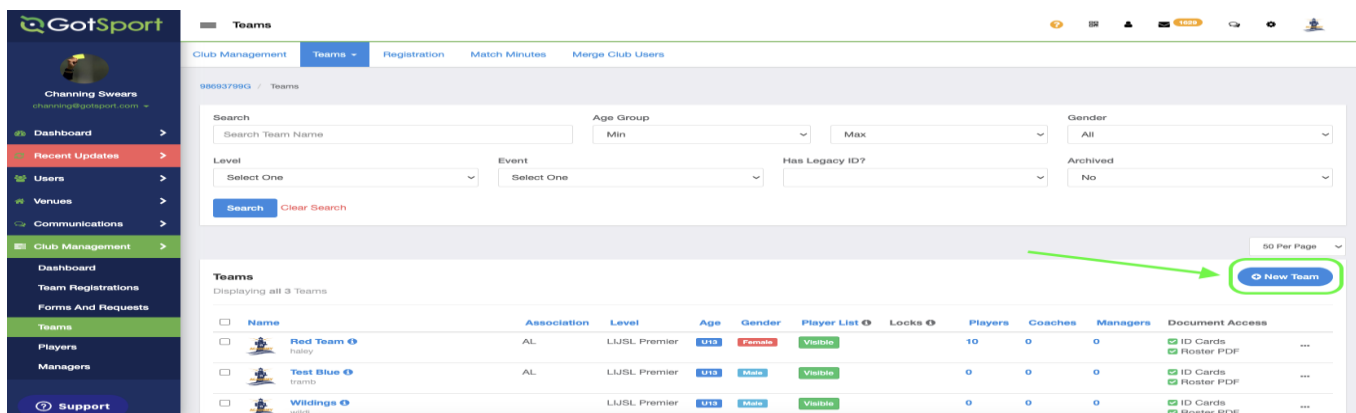 GotSport
Teams
1689
Channing Swears
channing@gotsport.com
Dashboard
Recent Updates
Users
Venues
Communications
Club Management
Dashboard
Team Registrations
Forms And Requests
Teams
Players
Managers
Support
Club Management Teams Registration Match Minutes Merge Club Users
98693799G / Teams
Search Age Group Gender
Search Team Name Min Max All
Level Event Has Legacy ID? Archived
Select One Select One No
Search Clear Search
50 Per Page
Teams
New Team
Displaying all 3 Teams
Name Association Level Age Gender Player List Locks Players Coaches Managers Document Access
Red Team AL LIJSL Premier U13 Female Visible 10 0 0 ID Cards
haley Roster PDF
Test Blue AL LIJSL Premier U13 Male Visible 0 0 0 ID Cards
tramb Roster PDF
Wildings LIJSL Premier U13 Male Visible 0 0 0 ID Cards
wildi Roster PDF